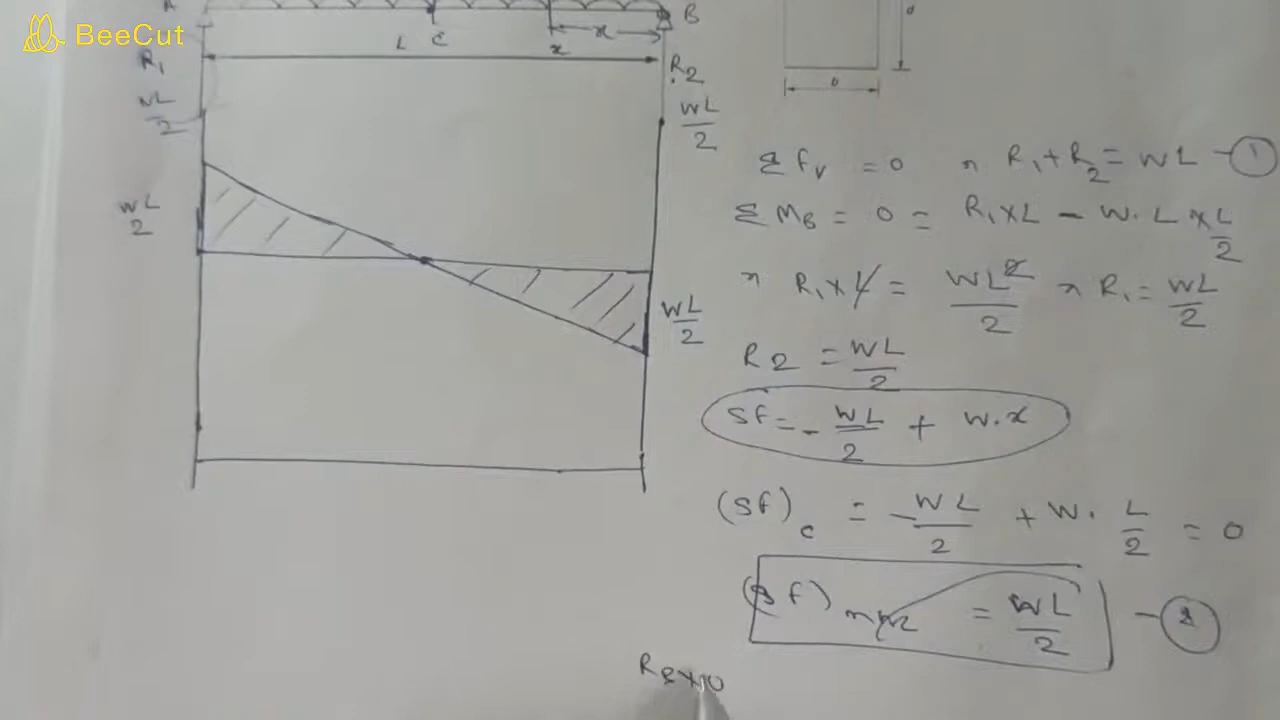 BeeCut
B
L C x x
R1 R2
WL/2 WL/2
WL/2
WL/2
b
d
Σ fv = 0 R1 + R2 = WL - 1
Σ MB = 0 = R1 x L - W. L x L/2
R1 x L = WL2/2 R1 = WL/2
R2 = WL/2
Sf = - WL/2 + W.x
(Sf)c = - WL/2 + W. L/2 = 0
(Sf)max = WL/2 - 2